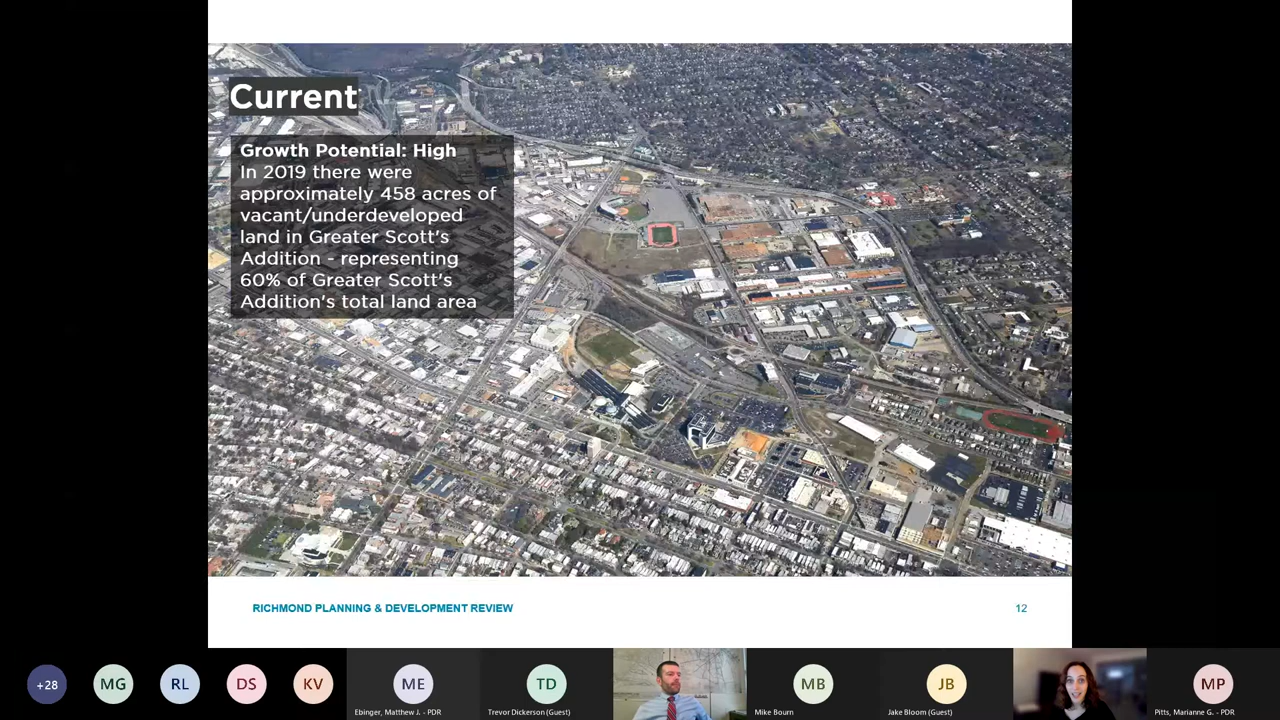 Current
Growth Potential: High
In 2019 there were
approximately 458 acres of
vacant/underdeveloped
land in Greater Scott's
Addition - representing
60% of Greater Scott's
Addition's total land area
RICHMOND PLANNING & DEVELOPMENT REVIEW
12
+28
MG
RL
DS
KV
ME
Ebinger, Matthew J. - PDR
TD
Trevor Dickerson (Guest)
MB
Mike Bourn
JB
Jake Bloom (Guest)
MP
Pitts, Marianne G. - PDR